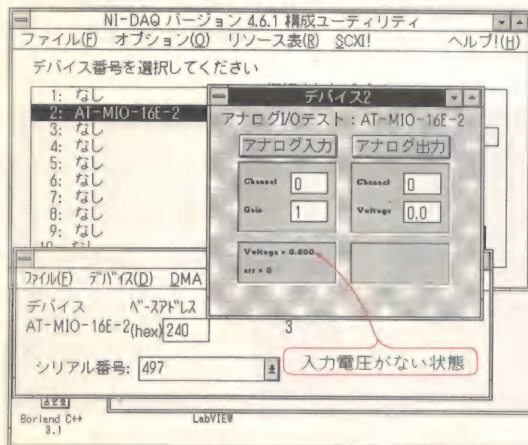 NI-DAQ バージョン 4.6.1 構成ユーティリティ
ファイル(F) オプション(O) リソース表(R) SCXI! ヘルプ!(H)
デバイス番号を選択してください
1: なし
2: AT-MIO-16E-2
3: なし
4: なし
5: なし
6: なし
7: なし
8: なし
9: なし
デバイス2
アナログI/Oテスト : AT-MIO-16E-2
アナログ入力 アナログ出力
Channel 0
Gain 1
Channel 0
Voltage 0.0
Voltage = 0.000
err = 0
ファイル(F) デバイス(D) DMA
デバイス ベースアドレス
AT-MIO-16E-2(hex) 240 3
シリアル番号: 497
入力電圧がない状態
Borland C++
3.1
LabVIEW